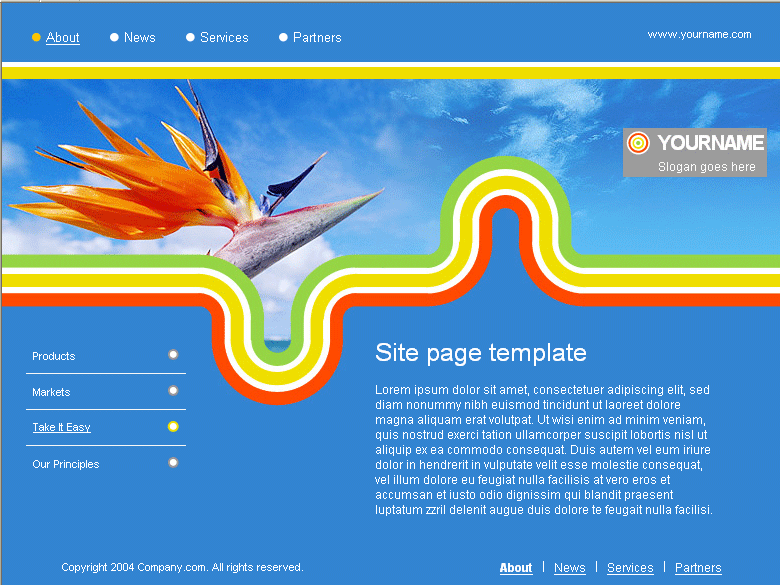 About News Services Partners
www.yourname.com
YOURNAME
Slogan goes here
Products
Markets
Take It Easy
Our Principles
Site page template
Lorem ipsum dolor sit amet, consectetuer adipiscing elit, sed
diam nonummy nibh euismod tincidunt ut laoreet dolore
magna aliquam erat volutpat. Ut wisi enim ad minim veniam,
quis nostrud exerci tation ullamcorper suscipit lobortis nisl ut
aliquip ex ea commodo consequat. Duis autem vel eum iriure
dolor in hendrerit in vulputate velit esse molestie consequat,
vel illum dolore eu feugiat nulla facilisis at vero eros et
accumsan et iusto odio dignissim qui blandit praesent
luptatum zzril delenit augue duis dolore te feugait nulla facilisi.
Copyright 2004 Company.com. All rights reserved.
About | News | Services | Partners